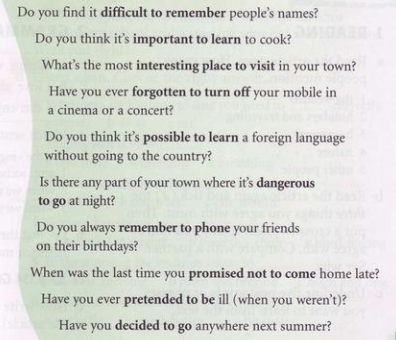 Do you find it difficult to remember people's names?
Do you think it's important to learn to cook?
What's the most interesting place to visit in your town?
Have you ever forgotten to turn off your mobile in
a cinema or a concert?
Do you think it's possible to learn a foreign language
without going to the country?
Is there any part of your town where it's dangerous
to go at night?
Do you always remember to phone your friends
on their birthdays?
When was the last time you promised not to come home late?
Have you ever pretended to be ill (when you weren't)?
Have you decided to go anywhere next summer?